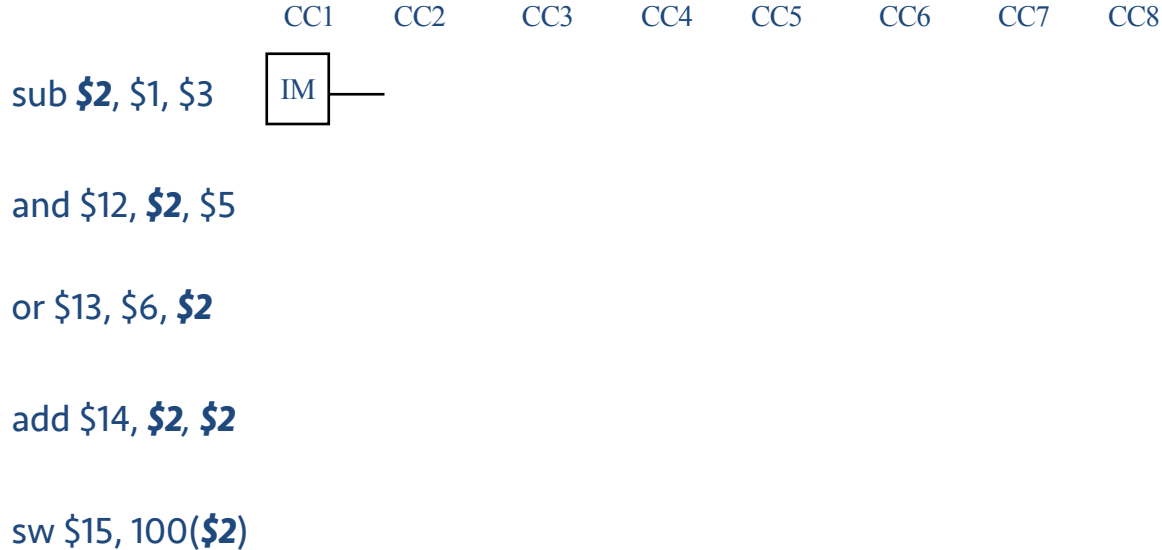 CC1 CC2 CC3 CC4 CC5 CC6 CC7 CC8
sub $2, $1, $3 IM
and $12, $2, $5
or $13, $6, $2
add $14, $2, $2
sw $15, 100($2)